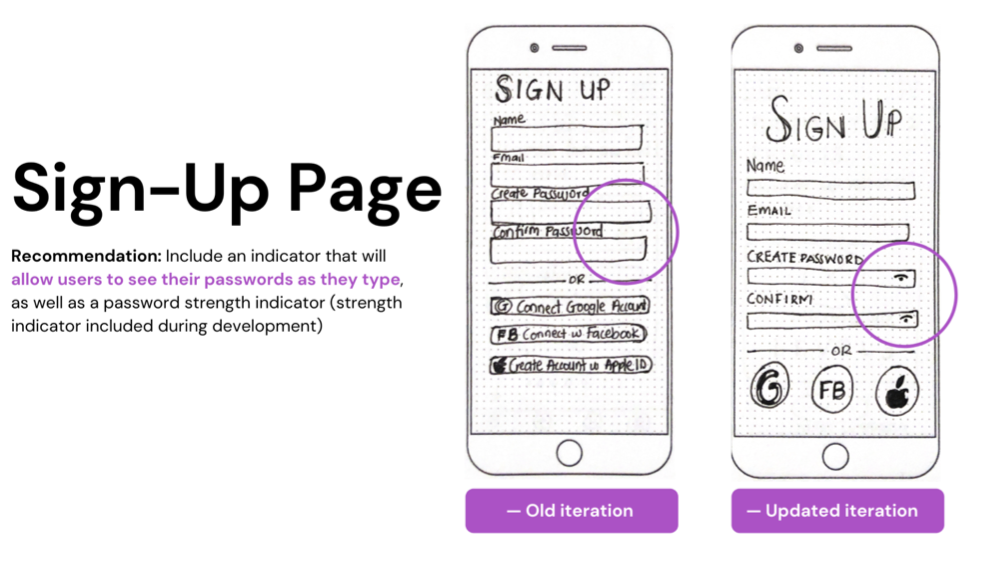 Sign-Up Page
Recommendation: Include an indicator that will
allow users to see their passwords as they type,
as well as a password strength indicator (strength
indicator included during development)
SIGN UP
Name
Email
Create Password
Confirm Password
OR
G Connect Google Account
FB Connect w Facebook
Create Account w Apple ID
— Old iteration
SIGN UP
Name
EMAIL
CREATE PASSWORD
CONFIRM
OR
G
FB
— Updated iteration